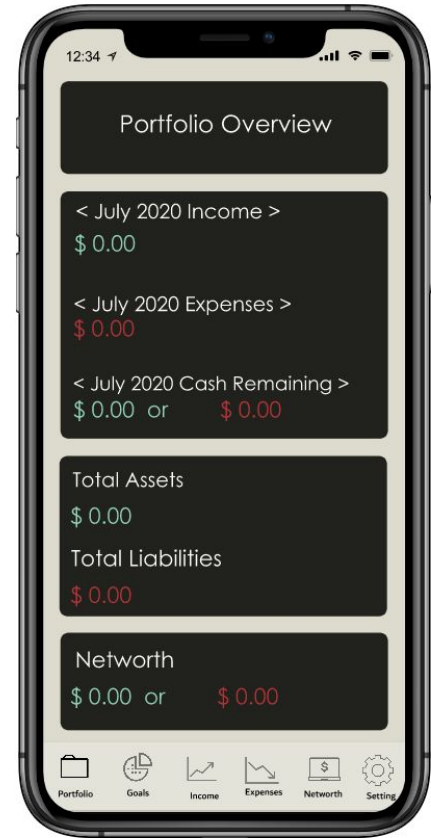 12:34
Portfolio Overview
< July 2020 Income >
$ 0.00
< July 2020 Expenses >
$ 0.00
< July 2020 Cash Remaining >
$ 0.00 or $ 0.00
Total Assets
$ 0.00
Total Liabilities
$ 0.00
Networth
$ 0.00 or $ 0.00
$
Portfolio Goals Income Expenses Networth Setting